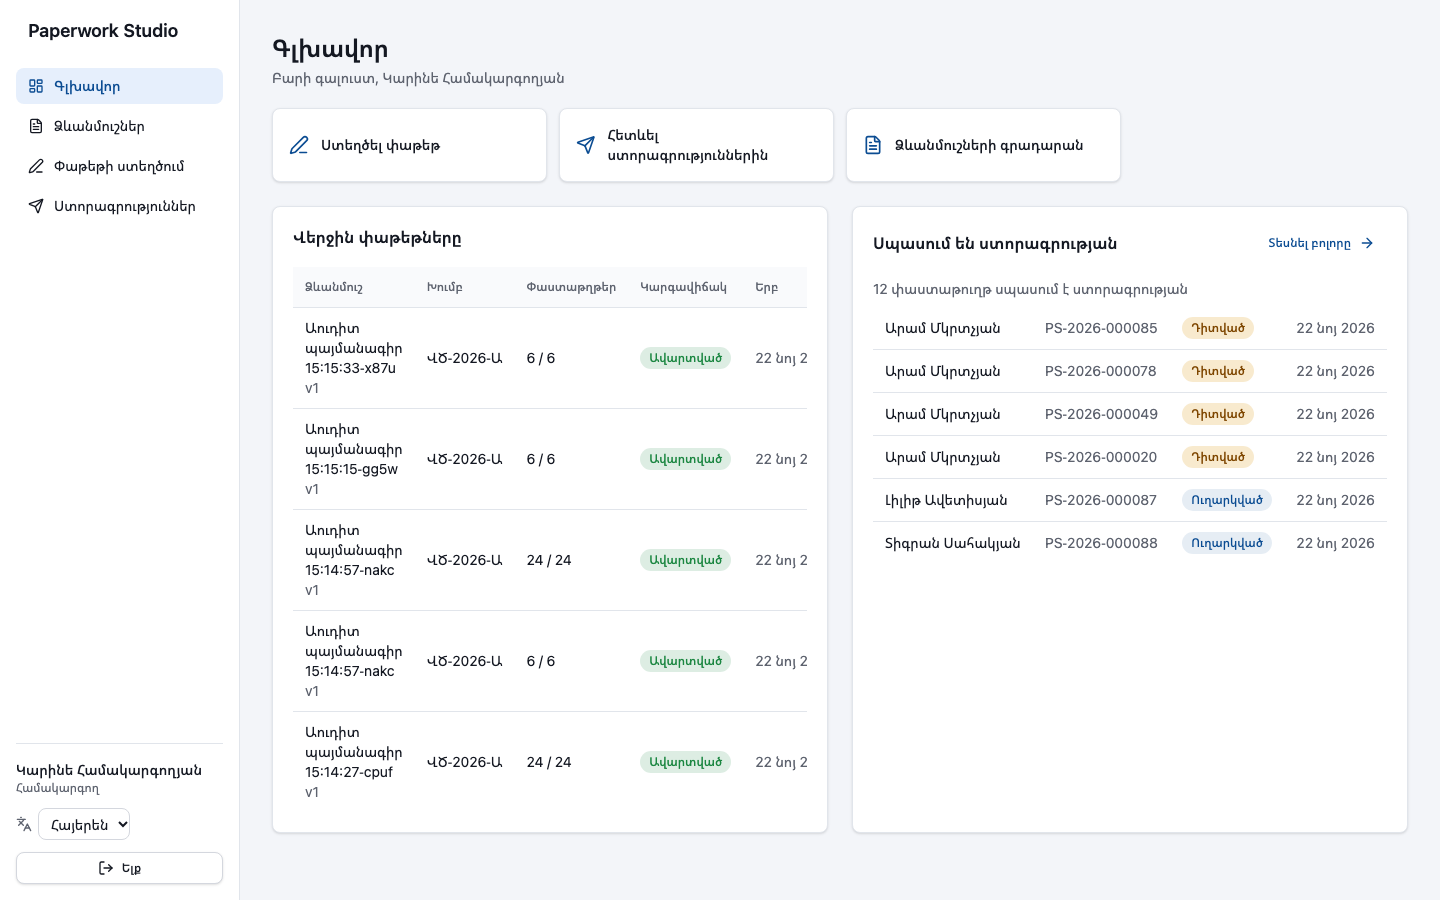 Paperwork Studio
Գլխավոր
Ձևանմուշներ
Փաթեթի ստեղծում
Ստորագրություններ
Կարինե Համակարգողյան
Համակարգող
Հայերեն
Ելք
Գլխավոր
Բարի գալուստ, Կարինե Համակարգողյան
Ստեղծել փաթեթ
Հետևել
ստորագրություններին
Ձևանմուշների գրադարան
Վերջին փաթեթները
Ձևանմուշ Խումբ Փաստաթղթեր Կարգավիճակ Երբ
Աուդիտ
պայմանագիր
15:15:33-x87u
v1
ՎԾ-2026-Ա 6 / 6 Ավարտված 22 նոյ 2
Աուդիտ
պայմանագիր
15:15:15-gg5w
v1
ՎԾ-2026-Ա 6 / 6 Ավարտված 22 նոյ 2
Աուդիտ
պայմանագիր
15:14:57-nakc
v1
ՎԾ-2026-Ա 24 / 24 Ավարտված 22 նոյ 2
Աուդիտ
պայմանագիր
15:14:57-nakc
v1
ՎԾ-2026-Ա 6 / 6 Ավարտված 22 նոյ 2
Աուդիտ
պայմանագիր
15:14:27-cpuf
v1
ՎԾ-2026-Ա 24 / 24 Ավարտված 22 նոյ 2
Սպասում են ստորագրության
Տեսնել բոլորը
12 փաստաթուղթ սպասում է ստորագրության
Արամ Մկրտչյան PS-2026-000085 Դիտված 22 նոյ 2026
Արամ Մկրտչյան PS-2026-000078 Դիտված 22 նոյ 2026
Արամ Մկրտչյան PS-2026-000049 Դիտված 22 նոյ 2026
Արամ Մկրտչյան PS-2026-000020 Դիտված 22 նոյ 2026
Լիլիթ Ավետիսյան PS-2026-000087 Ուղարկված 22 նոյ 2026
Տիգրան Սահակյան PS-2026-000088 Ուղարկված 22 նոյ 2026